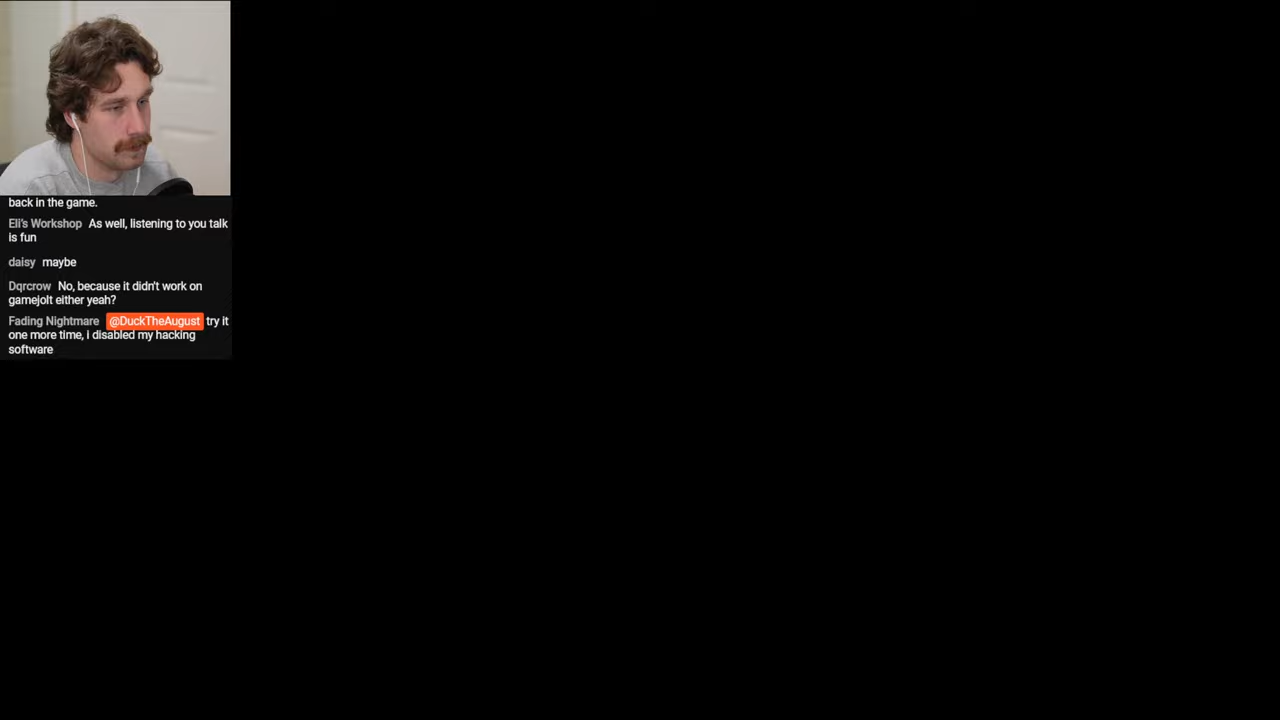 back in the game.
Eli's Workshop As well, listening to you talk
is fun
daisy maybe
Dqrcrow No, because it didn't work on
gamejolt either yeah?
Fading Nightmare @DuckTheAugust try it
one more time, i disabled my hacking
software